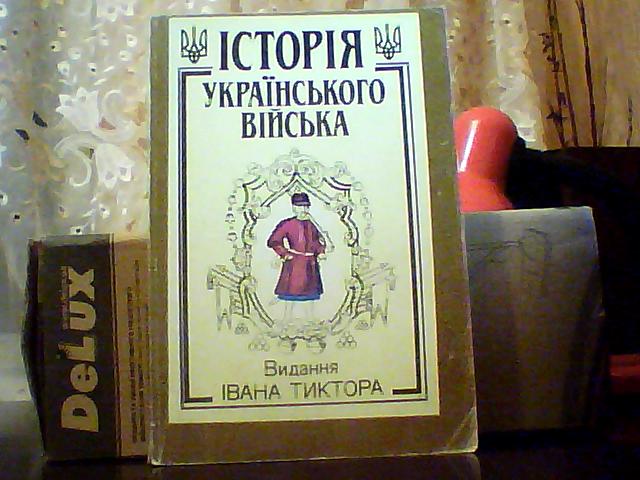 ІСТОРІЯ
УКРАЇНСЬКОГО
ВІЙСЬКА
Видання
ІВАНА ТИКТОРА
DeLUX